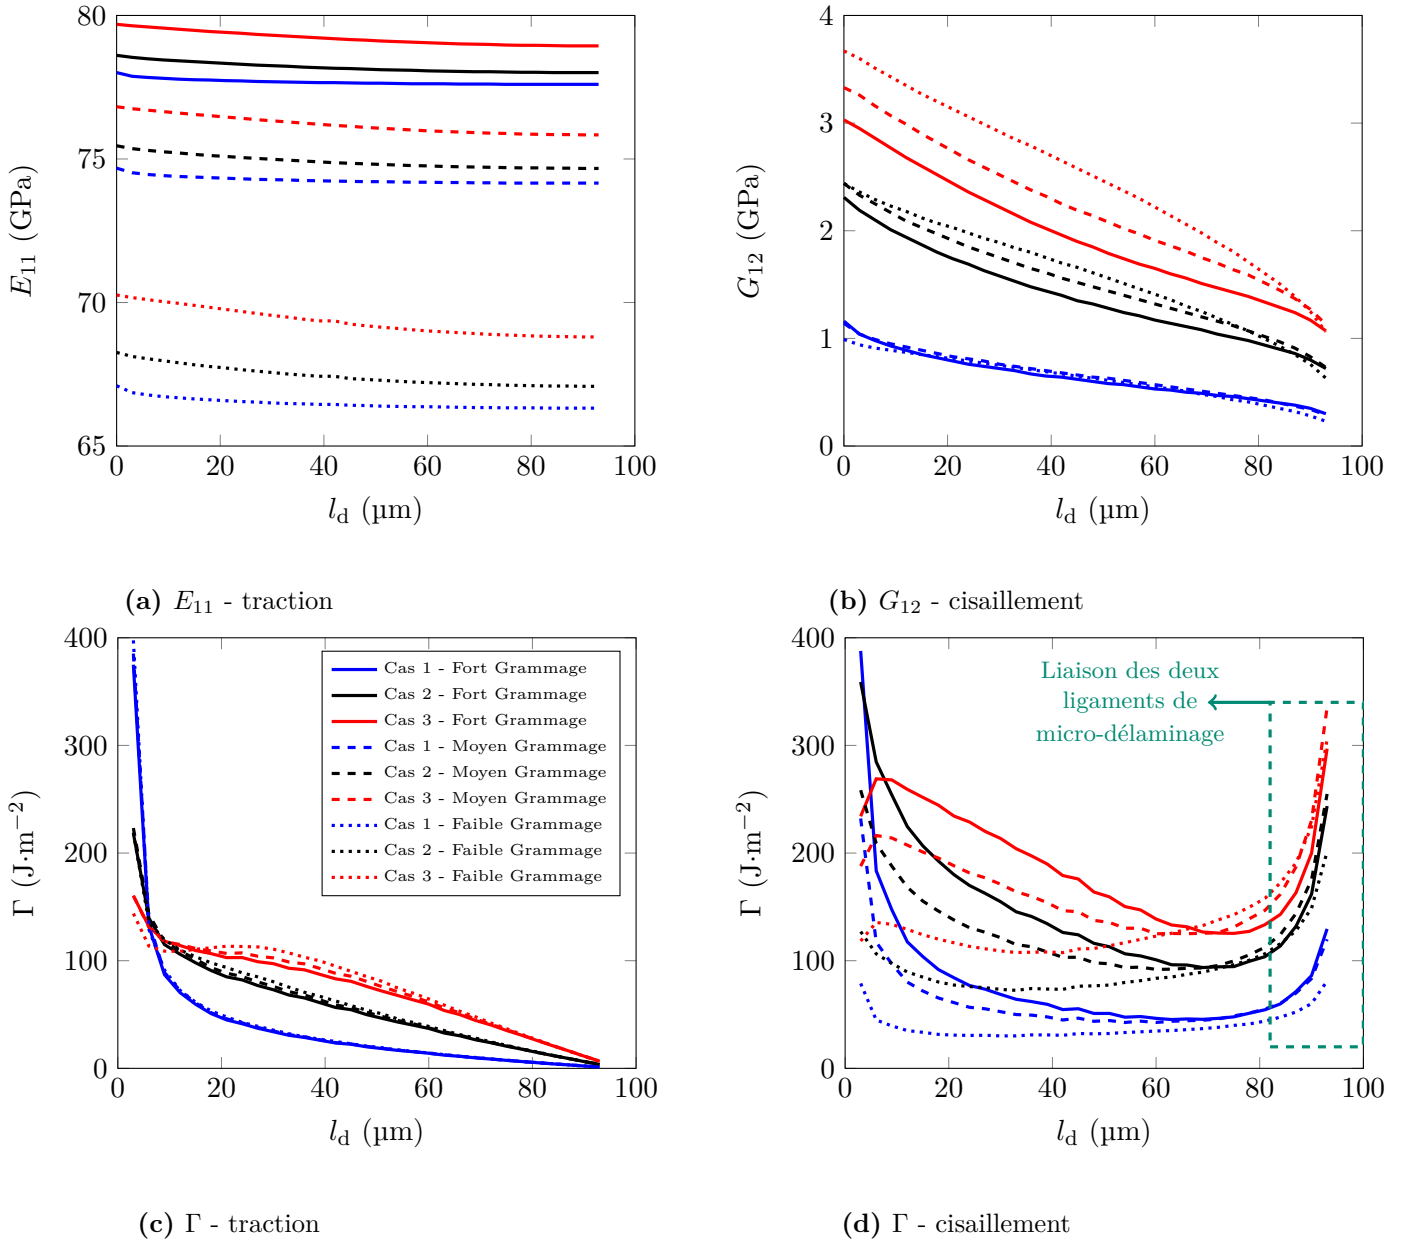 80
75
70
65
0 20 40 60 80 100
E11 (GPa)
ld (µm)
(a) E11 - traction
4
3
2
1
0
0 20 40 60 80 100
G12 (GPa)
ld (µm)
(b) G12 - cisaillement
400
300
200
100
0
0 20 40 60 80 100
Γ (J·m−2)
ld (µm)
Cas 1 - Fort Grammage
Cas 2 - Fort Grammage
Cas 3 - Fort Grammage
Cas 1 - Moyen Grammage
Cas 2 - Moyen Grammage
Cas 3 - Moyen Grammage
Cas 1 - Faible Grammage
Cas 2 - Faible Grammage
Cas 3 - Faible Grammage
(c) Γ - traction
400
300
200
100
0
0 20 40 60 80 100
Γ (J·m−2)
ld (µm)
Liaison des deux
ligaments de
micro-délaminage
(d) Γ - cisaillement